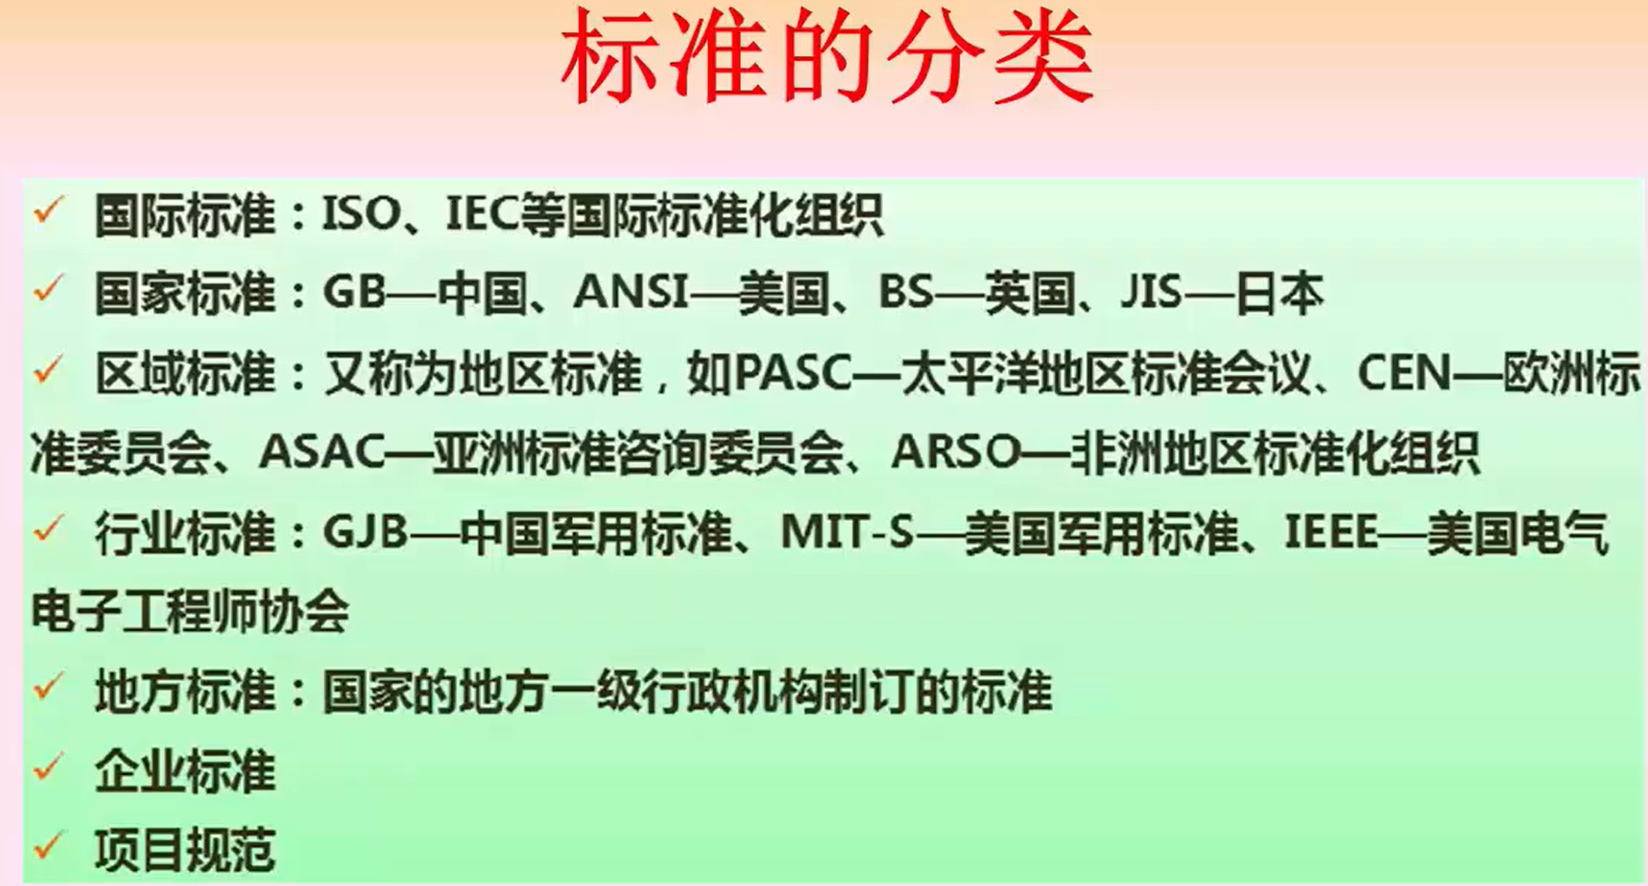 标准的分类
✓ 国际标准：ISO、IEC等国际标准化组织
✓ 国家标准：GB—中国、ANSI—美国、BS—英国、JIS—日本
✓ 区域标准：又称为地区标准，如PASC—太平洋地区标准会议、CEN—欧洲标
准委员会、ASAC—亚洲标准咨询委员会、ARSO—非洲地区标准化组织
✓ 行业标准：GJB—中国军用标准、MIT-S—美国军用标准、IEEE—美国电气
电子工程师协会
✓ 地方标准：国家的地方一级行政机构制订的标准
✓ 企业标准
✓ 项目规范